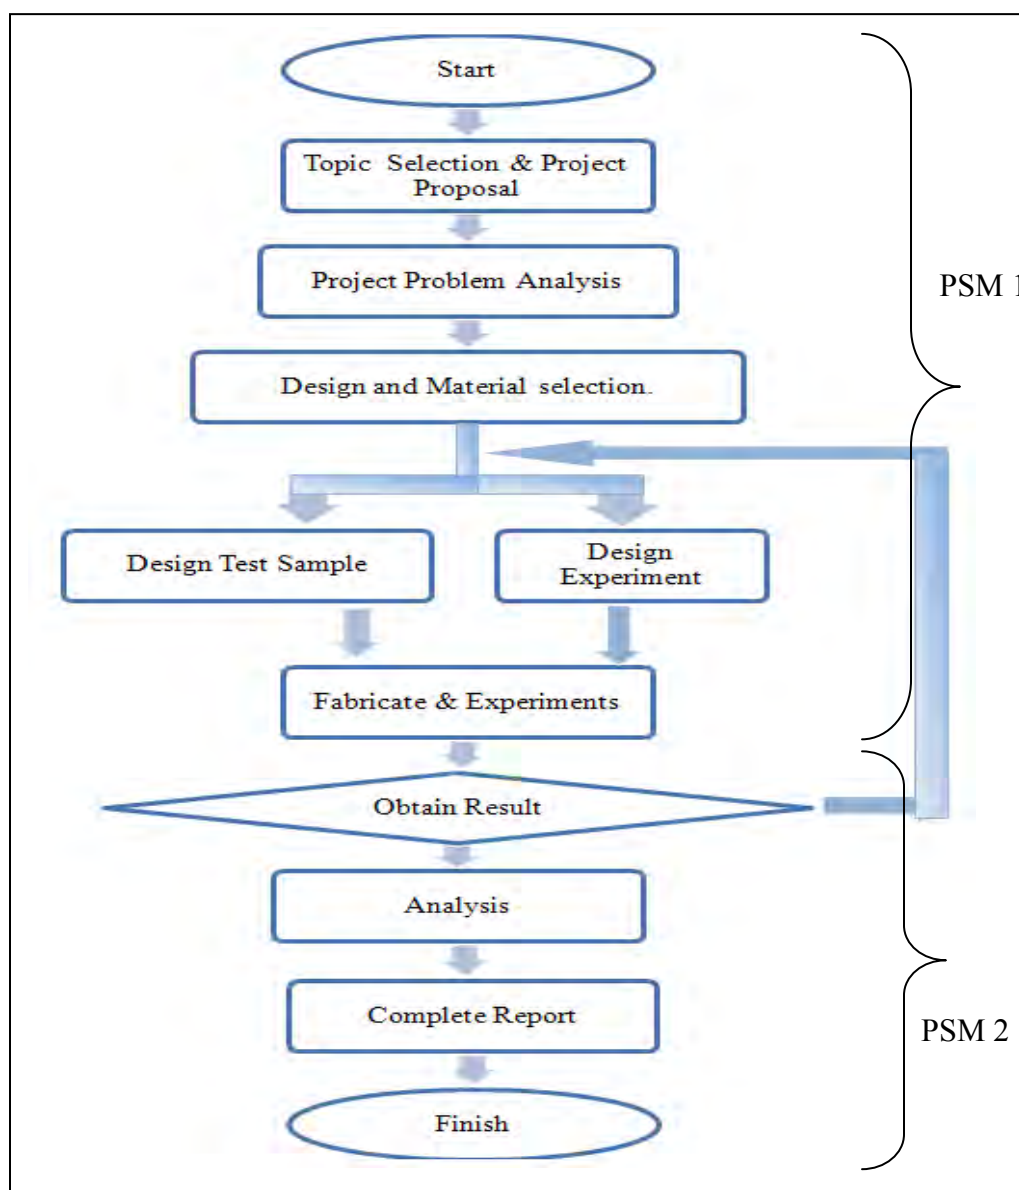 Start
Topic Selection & Project
Proposal
Project Problem Analysis
PSM 1
Design and Material selection.
Design Test Sample
Design
Experiment
Fabricate & Experiments
Obtain Result
Analysis
Complete Report
PSM 2
Finish